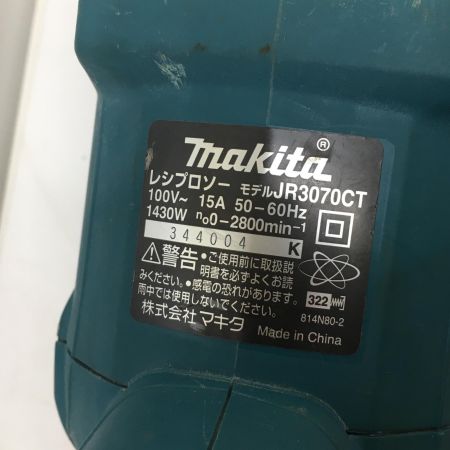 makita®
レシプロソー モデルJR3070CT
100V~ 15A 50-60Hz
1430W n₀0-2800min-1
344004 K
⚠警告 ・ご使用前に取扱説
明書を必ずよくお読
みください。・感電の恐れがあります。
雨中では使用しないでください。
322
814N80-2
株式会社 マキタ Made in China